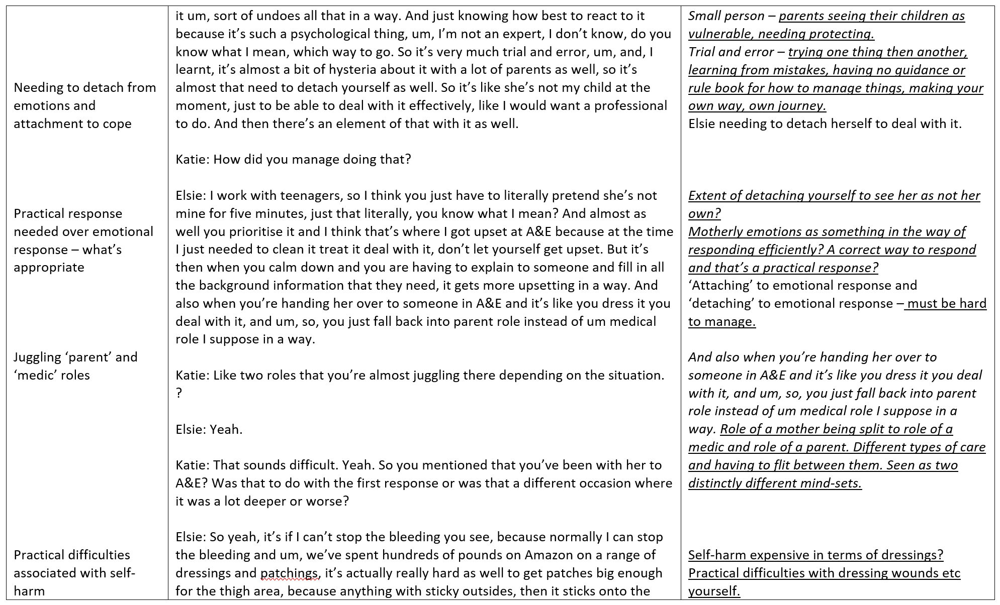 Needing to detach from
emotions and
attachment to cope
Practical response
needed over emotional
response – what’s
appropriate
Juggling ‘parent’ and
‘medic’ roles
Practical difficulties
associated with self-
harm
it um, sort of undoes all that in a way. And just knowing how best to react to it
because it’s such a psychological thing, um, I’m not an expert, I don’t know, do you
know what I mean, which way to go. So it’s very much trial and error, um, and, I
learnt, it’s almost a bit of hysteria about it with a lot of parents as well, so it’s
almost that need to detach yourself as well. So it’s like she’s not my child at the
moment, just to be able to deal with it effectively, like I would want a professional
to do. And then there’s an element of that with it as well.
Katie: How did you manage doing that?
Elsie: I work with teenagers, so I think you just have to literally pretend she’s not
mine for five minutes, just that literally, you know what I mean? And almost as
well you prioritise it and I think that’s where I got upset at A&E because at the time
I just needed to clean it treat it deal with it, don’t let yourself get upset. But it’s
then when you calm down and you are having to explain to someone and fill in all
the background information that they need, it gets more upsetting in a way. And
also when you’re handing her over to someone in A&E and it’s like you dress it you
deal with it, and um, so, you just fall back into parent role instead of um medical
role I suppose in a way.
Katie: Like two roles that you’re almost juggling there depending on the situation.
?
Elsie: Yeah.
Katie: That sounds difficult. Yeah. So you mentioned that you’ve been with her to
A&E? Was that to do with the first response or was that a different occasion where
it was a lot deeper or worse?
Elsie: So yeah, it’s if I can’t stop the bleeding you see, because normally I can stop
the bleeding and um, we’ve spent hundreds of pounds on Amazon on a range of
dressings and patchings, it’s actually really hard as well to get patches big enough
for the thigh area, because anything with sticky outsides, then it sticks onto the
Small person – parents seeing their children as
vulnerable, needing protecting.
Trial and error – trying one thing then another,
learning from mistakes, having no guidance or
rule book for how to manage things, making your
own way, own journey.
Elsie needing to detach herself to deal with it.
Extent of detaching yourself to see her as not her
own?
Motherly emotions as something in the way of
responding efficiently? A correct way to respond
and that’s a practical response?
‘Attaching’ to emotional response and
‘detaching’ to emotional response – must be hard
to manage.
And also when you’re handing her over to
someone in A&E and it’s like you dress it you deal
with it, and um, so, you just fall back into parent
role instead of um medical role I suppose in a
way. Role of a mother being split to role of a
medic and role of a parent. Different types of care
and having to flit between them. Seen as two
distinctly different mind-sets.
Self-harm expensive in terms of dressings?
Practical difficulties with dressing wounds etc
yourself.